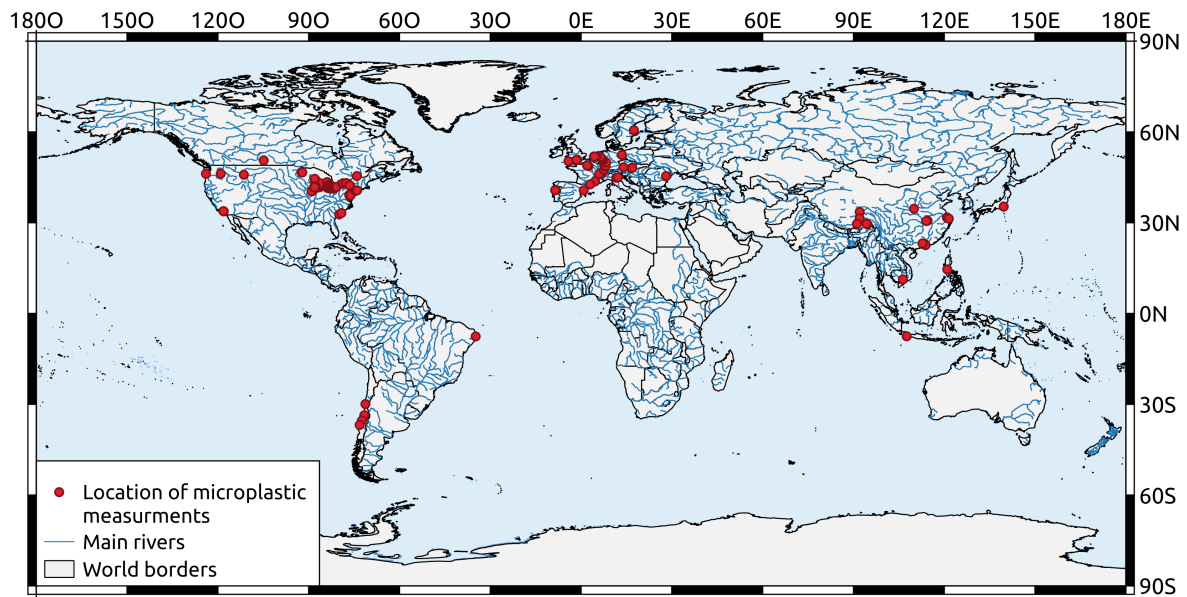 180O 150O 120O 90O 60O 30O 0E 30E 60E 90E 120E 150E 180E
90N
60N
30N
0N
30S
60S
90S
Location of microplastic
measurments
Main rivers
World borders